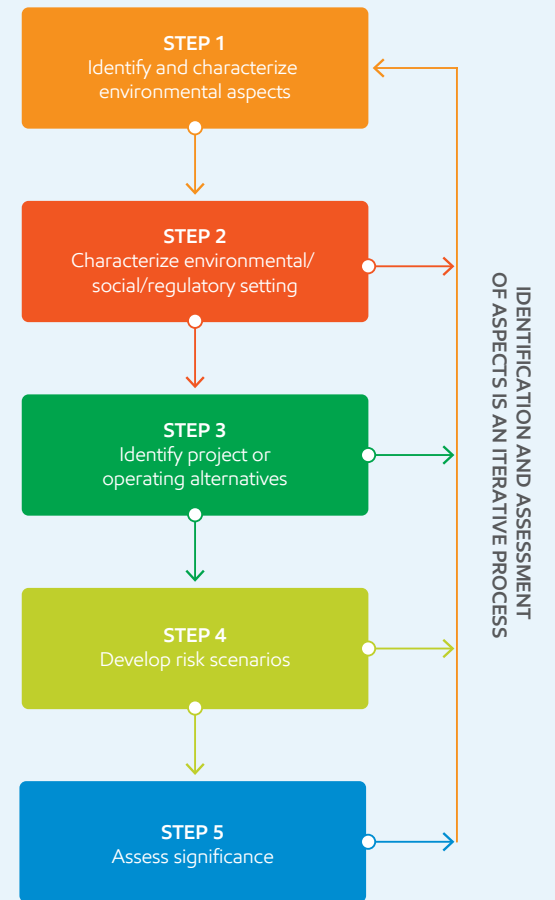 STEP 1
Identify and characterize
environmental aspects
STEP 2
Characterize environmental/
social/regulatory setting
STEP 3
Identify project or
operating alternatives
STEP 4
Develop risk scenarios
STEP 5
Assess significance
IDENTIFICATION AND ASSESSMENT
OF ASPECTS IS AN ITERATIVE PROCESS